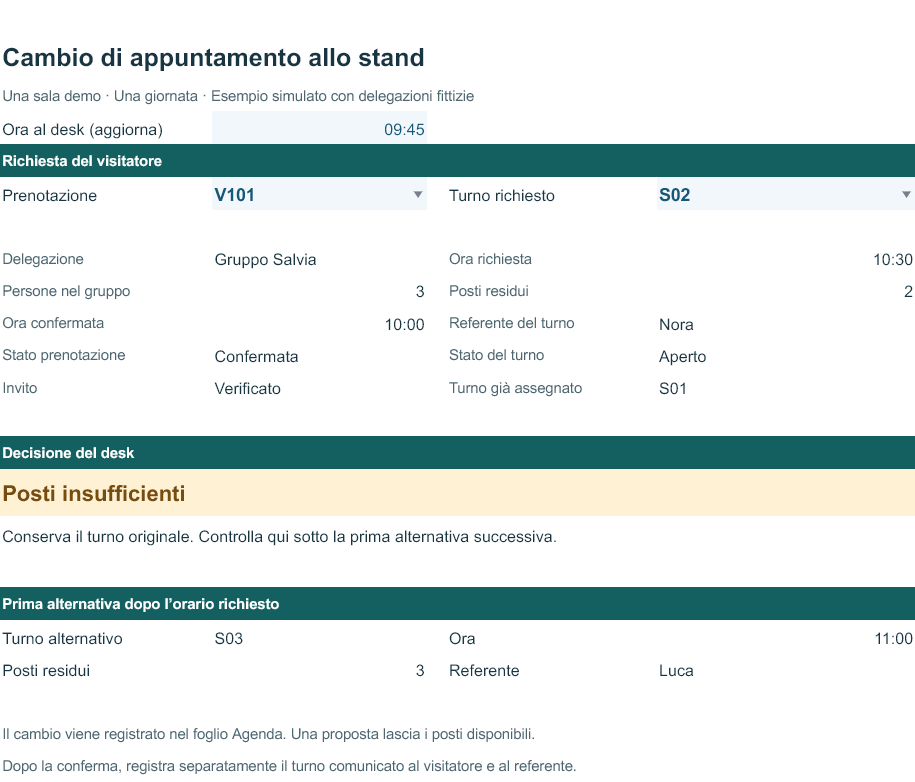 Cambio di appuntamento allo stand
Una sala demo · Una giornata · Esempio simulato con delegazioni fittizie
Ora al desk (aggiorna) 09:45
Richiesta del visitatore
Prenotazione V101 Turno richiesto S02
Delegazione Gruppo Salvia Ora richiesta 10:30
Persone nel gruppo 3 Posti residui 2
Ora confermata 10:00 Referente del turno Nora
Stato prenotazione Confermata Stato del turno Aperto
Invito Verificato Turno già assegnato S01
Decisione del desk
Posti insufficienti
Conserva il turno originale. Controlla qui sotto la prima alternativa successiva.
Prima alternativa dopo l’orario richiesto
Turno alternativo S03 Ora 11:00
Posti residui 3 Referente Luca
Il cambio viene registrato nel foglio Agenda. Una proposta lascia i posti disponibili.
Dopo la conferma, registra separatamente il turno comunicato al visitatore e al referente.